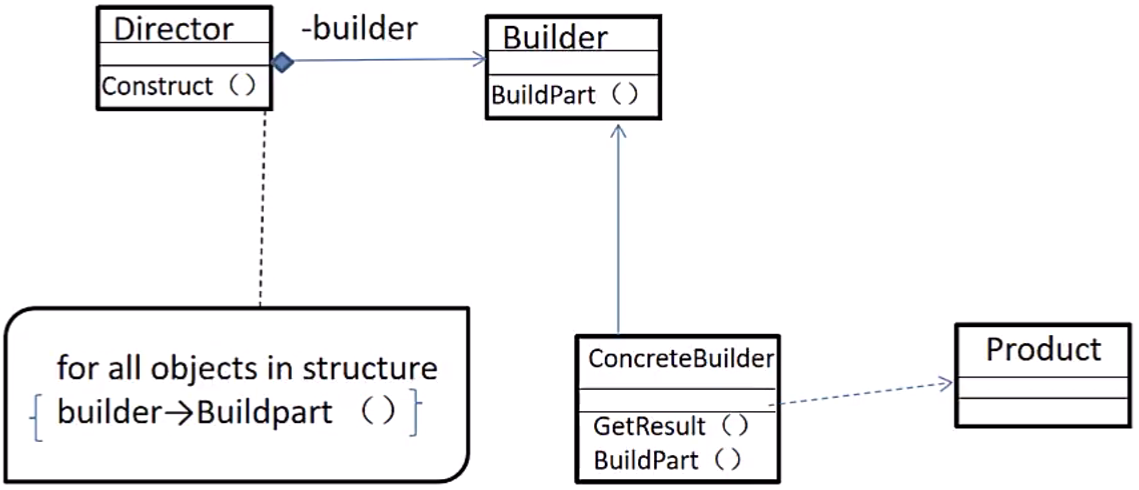 Director
Construct（）
-builder
Builder
BuildPart（）
for all objects in structure
{ builder→Buildpart （）}
ConcreteBuilder
GetResult（）
BuildPart（）
Product